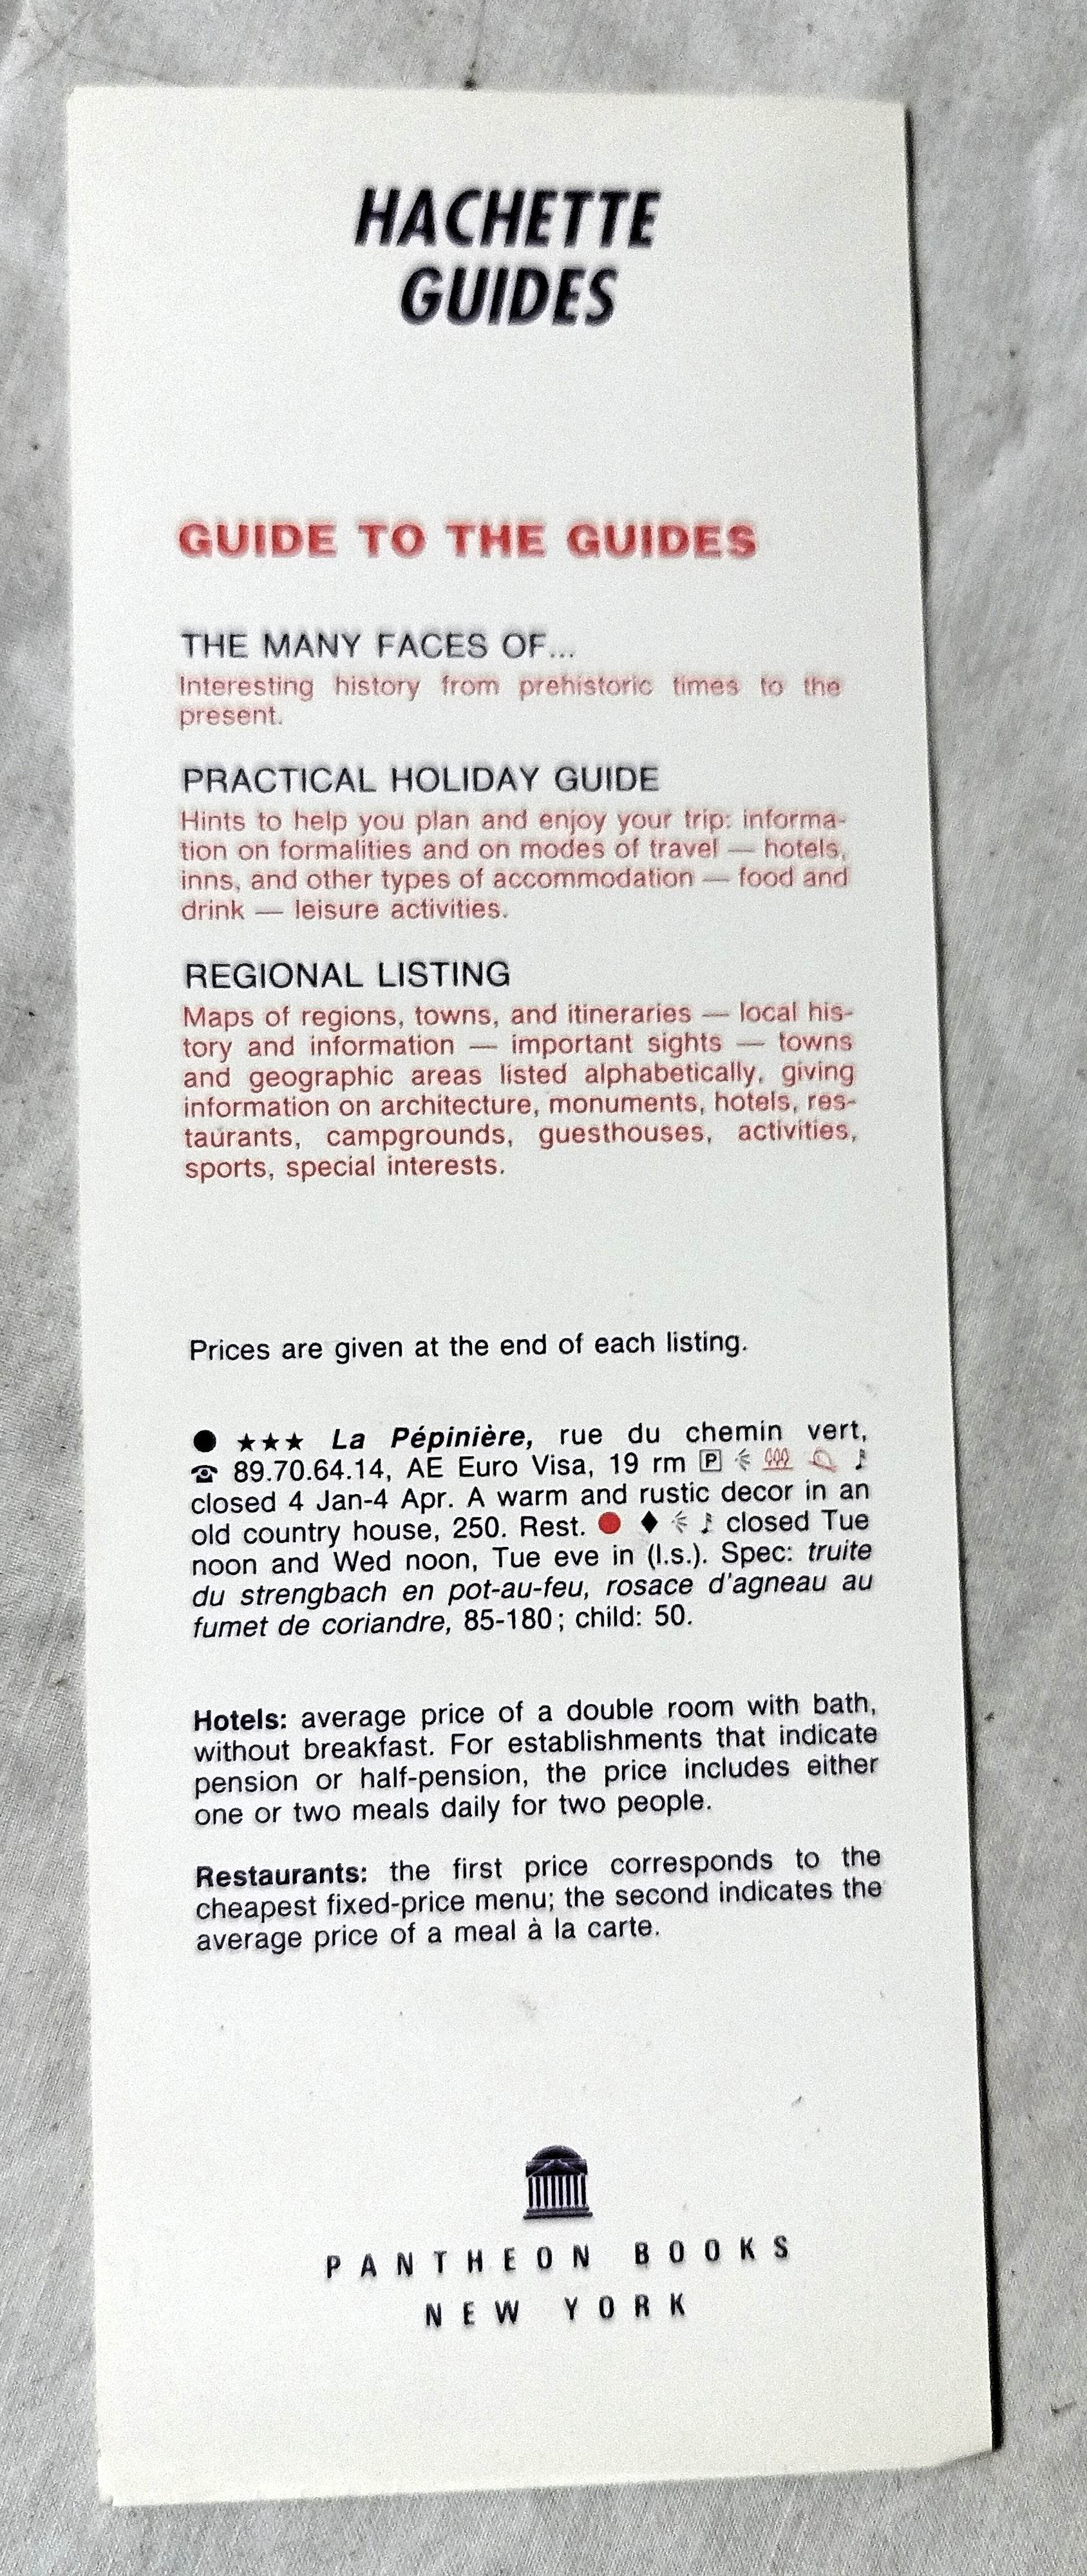 HACHETTE
GUIDES
GUIDE TO THE GUIDES
THE MANY FACES OF...
Interesting history from prehistoric times to the
present.
PRACTICAL HOLIDAY GUIDE
Hints to help you plan and enjoy your trip: informa-
tion on formalities and on modes of travel — hotels,
inns, and other types of accommodation — food and
drink — leisure activities.
REGIONAL LISTING
Maps of regions, towns, and itineraries — local his-
tory and information — important sights — towns
and geographic areas listed alphabetically, giving
information on architecture, monuments, hotels, res-
taurants, campgrounds, guesthouses, activities,
sports, special interests.
Prices are given at the end of each listing.
● ★★★ La Pépinière, rue du chemin vert,
☎ 89.70.64.14, AE Euro Visa, 19 rm P ♪
closed 4 Jan-4 Apr. A warm and rustic decor in an
old country house, 250. Rest. ● ♦ ♪ closed Tue
noon and Wed noon, Tue eve in (l.s.). Spec: truite
du strengbach en pot-au-feu, rosace d'agneau au
fumet de coriandre, 85-180; child: 50.
Hotels: average price of a double room with bath,
without breakfast. For establishments that indicate
pension or half-pension, the price includes either
one or two meals daily for two people.
Restaurants: the first price corresponds to the
cheapest fixed-price menu; the second indicates the
average price of a meal à la carte.
PANTHEON BOOKS
NEW YORK